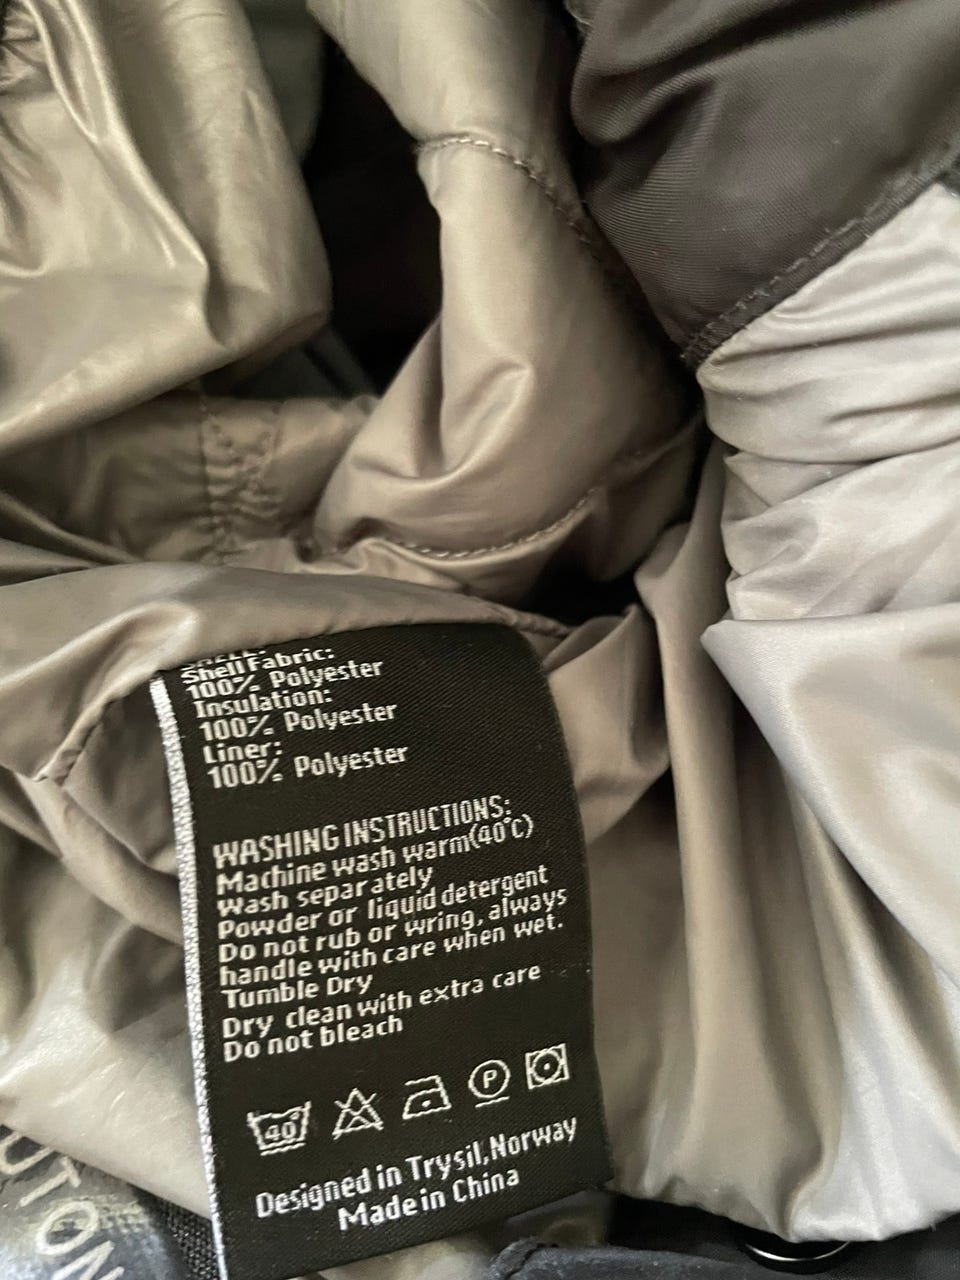 SHELL:
Shell Fabric:
100% Polyester
Insulation:
100% Polyester
Liner:
100% Polyester
WASHING INSTRUCTIONS:
Machine wash warm(40°C)
Wash separately
Powder or liquid detergent
Do not rub or wring, always
handle with care when wet.
Tumble Dry
Dry clean with extra care
Do not bleach
40
P
Designed in Trysil, Norway
Made in China
ON